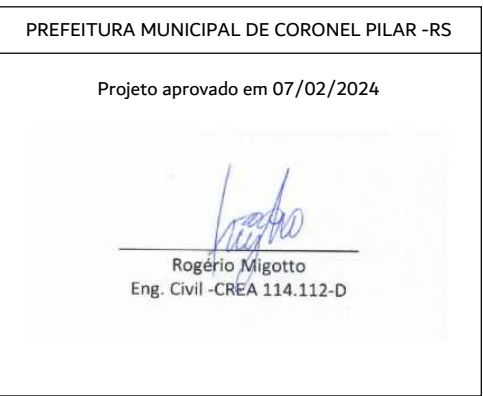 PREFEITURA MUNICIPAL DE CORONEL PILAR -RS
Projeto aprovado em 07/02/2024
Rogério Migotto
Eng. Civil -CREA 114.112-D